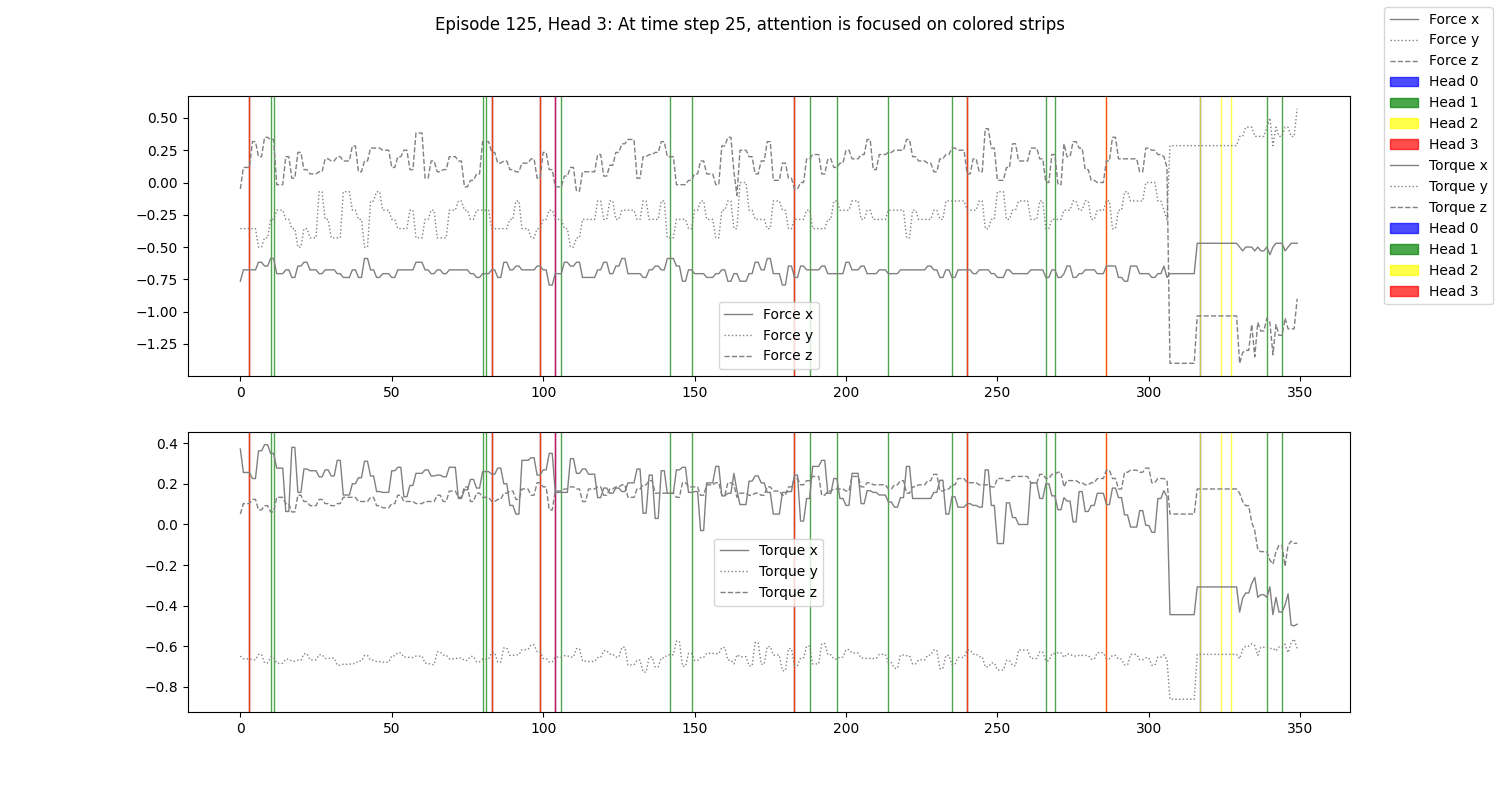 Episode 125, Head 3: At time step 25, attention is focused on colored strips
Force x
Force y
Force z
Head 0
Head 1
Head 2
Head 3
Torque x
Torque y
Torque z
Head 0
Head 1
Head 2
Head 3
0.50
0.25
0.00
−0.25
−0.50
−0.75
−1.00
−1.25
Force x
Force y
Force z
0 50 100 150 200 250 300 350
0.4
0.2
0.0
−0.2
−0.4
−0.6
−0.8
Torque x
Torque y
Torque z
0 50 100 150 200 250 300 350